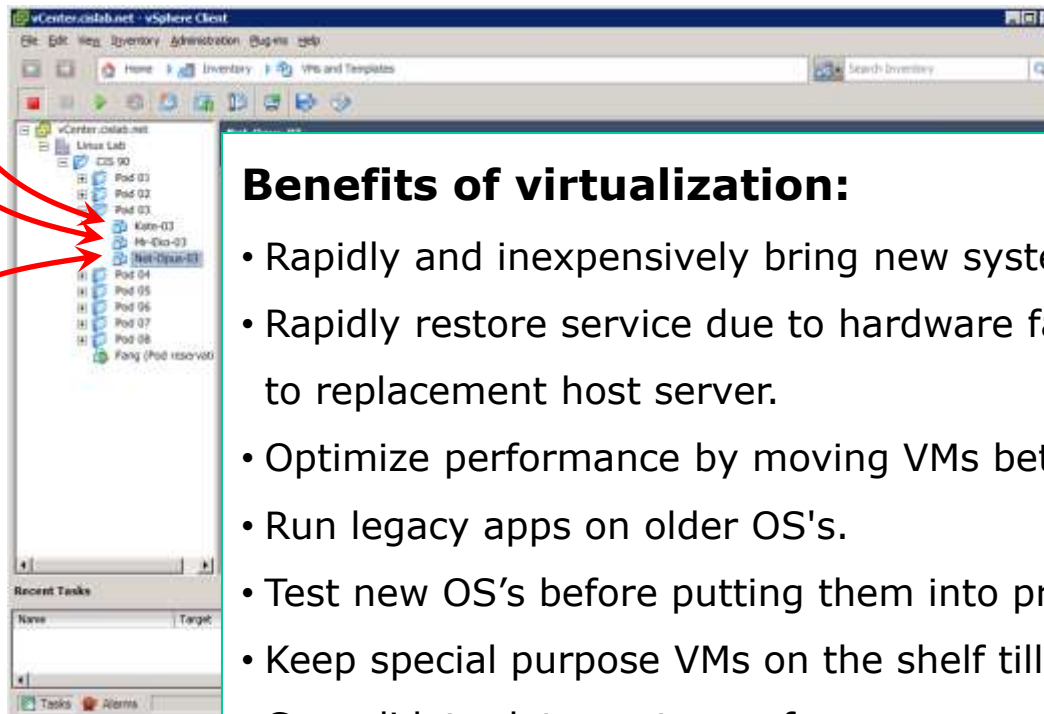 vCenter.cislab.net - vSphere Client
File Edit View Inventory Administration Plug-ins Help
Home Inventory VMs and Templates
Search Inventory
vCenter.cislab.net
Linux Lab
CIS 90
Pod 01
Pod 02
Pod 03
Kate-03
Mr-Eko-03
Net-Opus-03
Pod 04
Pod 05
Pod 06
Pod 07
Pod 08
Fang (Pod reservati
Benefits of virtualization:
• Rapidly and inexpensively bring new syste
• Rapidly restore service due to hardware fa
to replacement host server.
• Optimize performance by moving VMs bet
• Run legacy apps on older OS's.
• Test new OS’s before putting them into pr
• Keep special purpose VMs on the shelf till
Recent Tasks
Name Target
Tasks Alarms